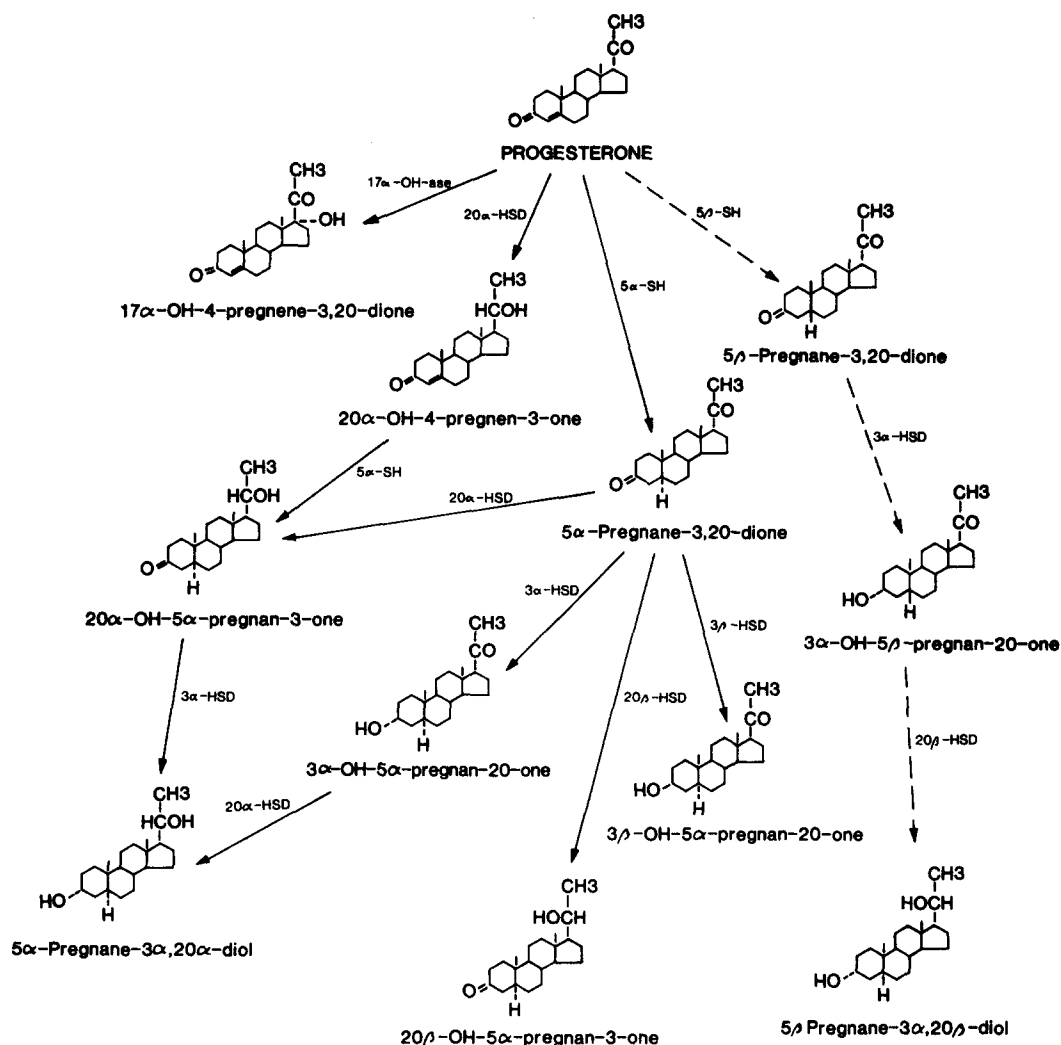 CH3
CO
O
PROGESTERONE
17α-OH-ase
20α-HSD
5α-SH
5β-SH
CH3
CO
---OH
O
17α-OH-4-pregnene-3,20-dione
CH3
HCOH
O
20α-OH-4-pregnen-3-one
CH3
CO
O
H
5β-Pregnane-3,20-dione
5α-SH
20α-HSD
3α-HSD
CH3
CO
O
H
5α-Pregnane-3,20-dione
CH3
HCOH
O
H
20α-OH-5α-pregnan-3-one
CH3
CO
HO
H
3α-OH-5β-pregnan-20-one
3α-HSD
3α-HSD
20β-HSD
3β-HSD
20β-HSD
CH3
CO
HO
H
3α-OH-5α-pregnan-20-one
CH3
CO
HO
H
3β-OH-5α-pregnan-20-one
20α-HSD
CH3
HCOH
HO
H
5α-Pregnane-3α,20α-diol
CH3
HOCH
O
H
20β-OH-5α-pregnan-3-one
CH3
HOCH
HO
H
5β Pregnane-3α,20β-diol